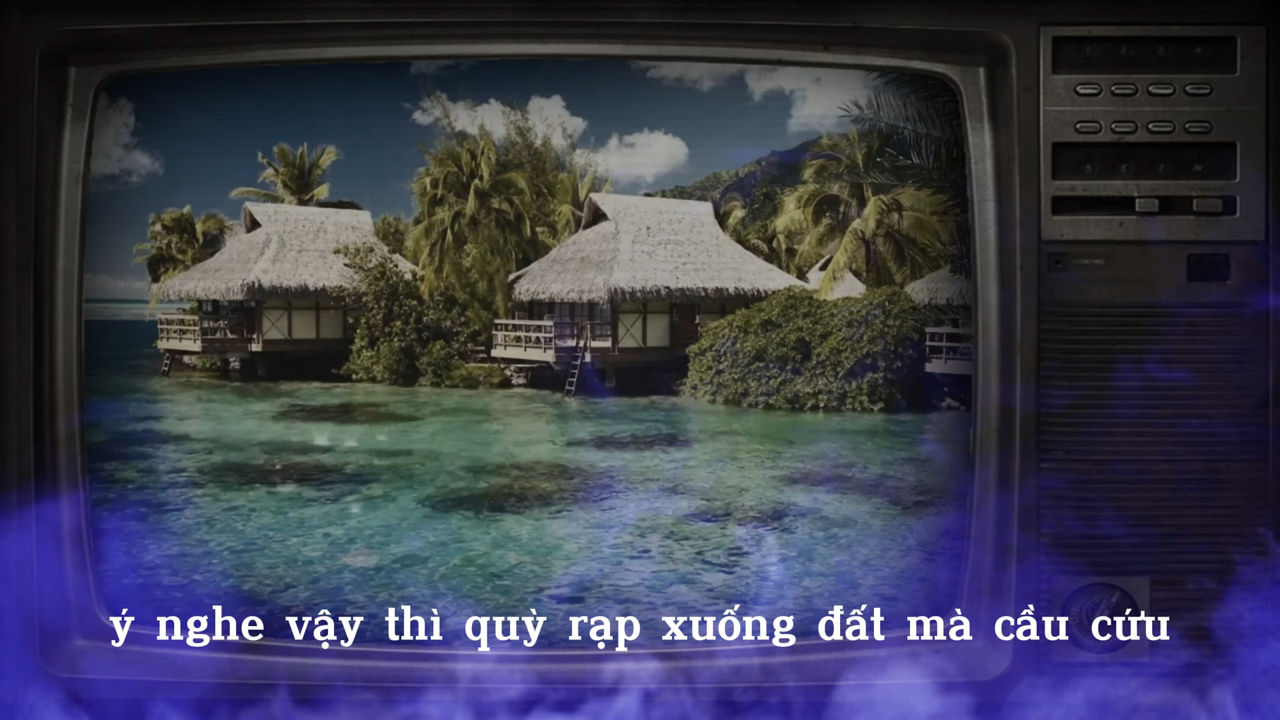 ý nghe vậy thì quỳ rạp xuống đất mà cầu cứu